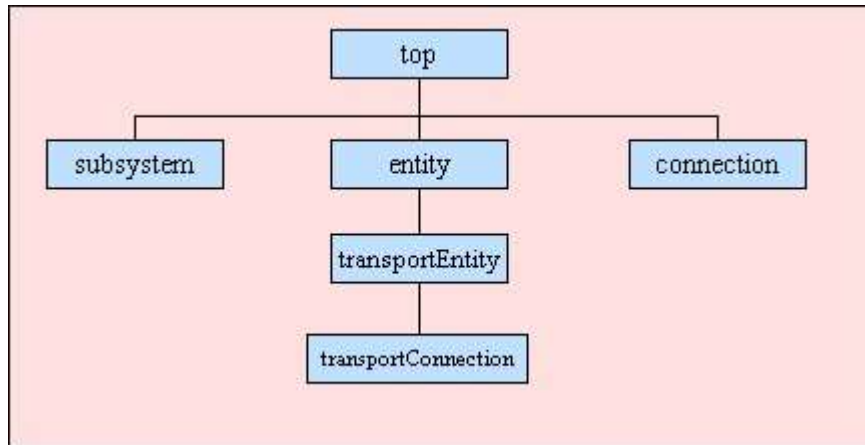 top
subsystem
entity
connection
transportEntity
transportConnection